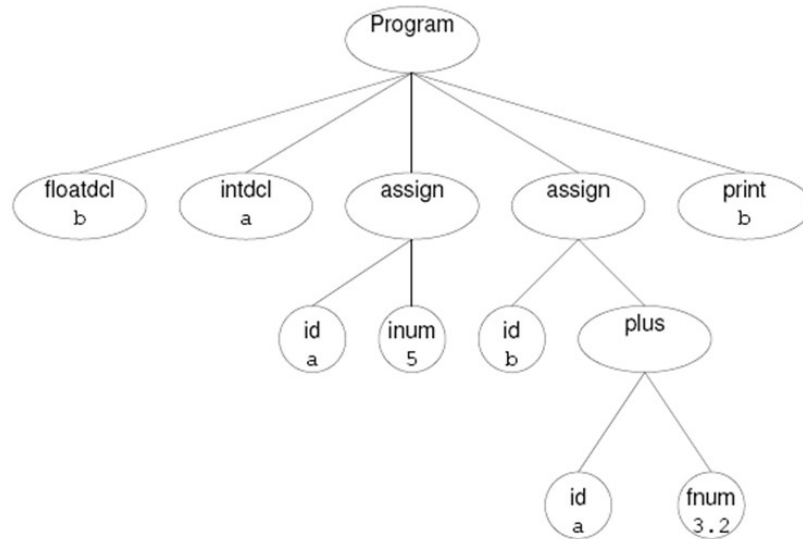 Program
floatdcl
b
intdcl
a
assign
assign
print
b
id
a
inum
5
id
b
plus
id
a
fnum
3.2